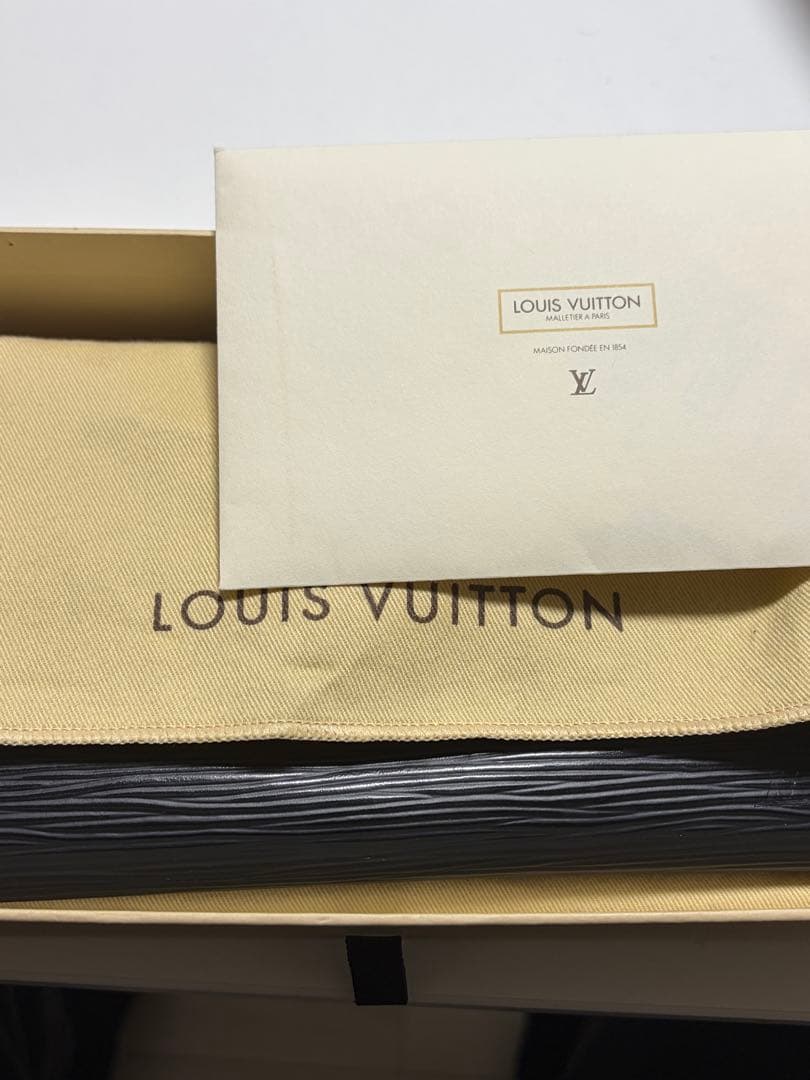 LOUIS VUITTON
MALLETIER A PARIS
MAISON FONDÉE EN 1854
LV
LOUIS VUITTON